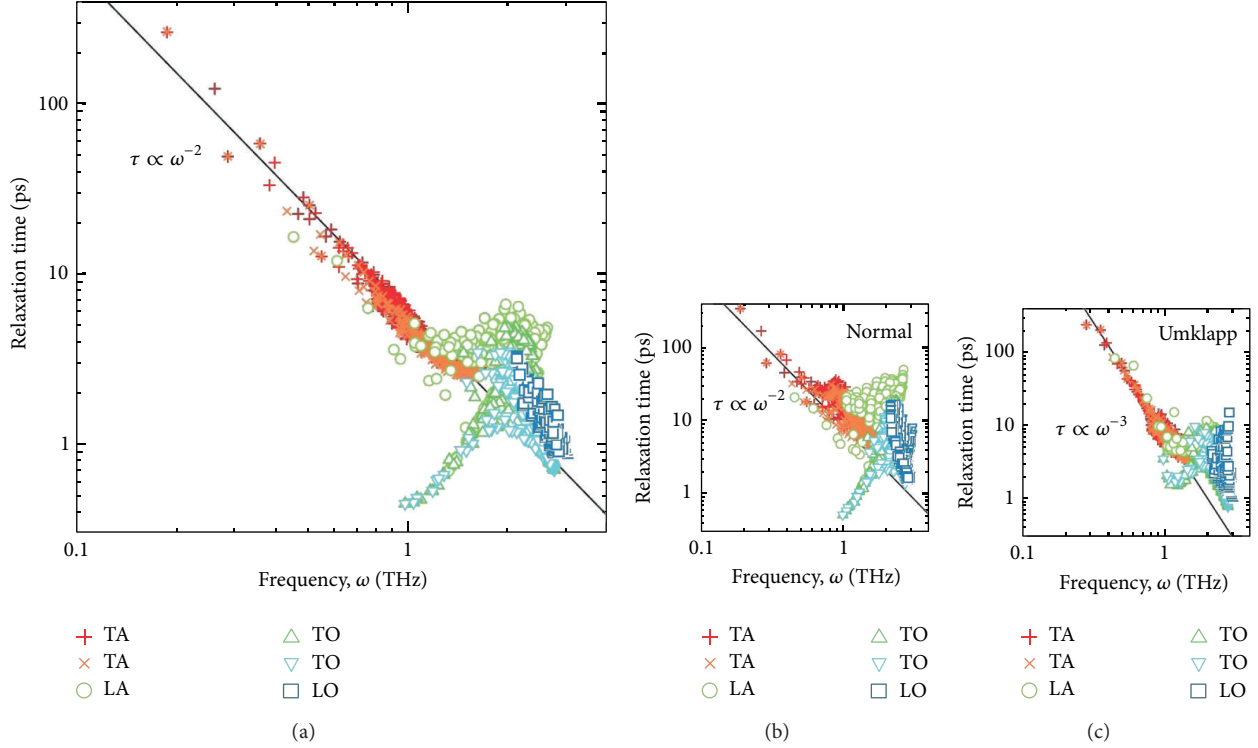 100
10
1
0.1
1
Relaxation time (ps)
Frequency, ω (THz)
τ ∝ ω⁻²
TA
TA
LA
TO
TO
LO
(a)
Normal
100
10
1
0.1
1
Relaxation time (ps)
Frequency, ω (THz)
τ ∝ ω⁻²
TA
TA
LA
TO
TO
LO
(b)
Umklapp
100
10
1
0.1
1
Relaxation time (ps)
Frequency, ω (THz)
τ ∝ ω⁻³
TA
TA
LA
TO
TO
LO
(c)